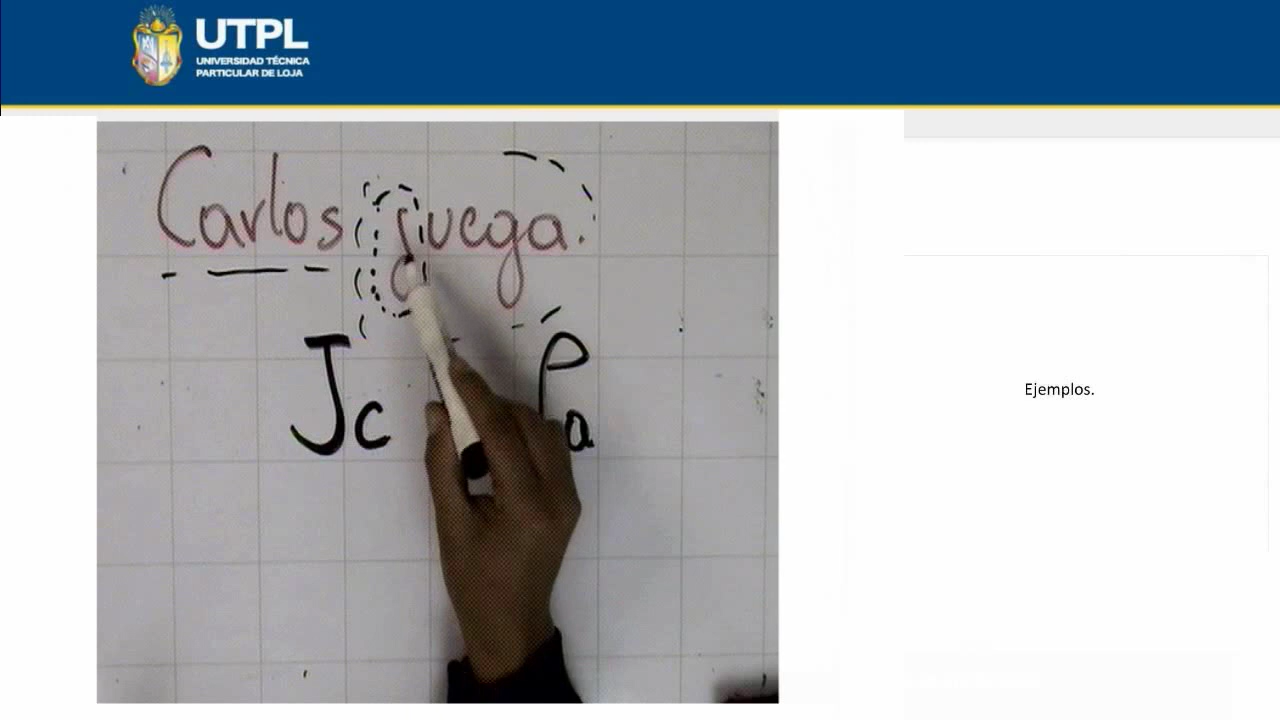 UTPL
UNIVERSIDAD TÉCNICA
PARTICULAR DE LOJA
Carlos juega.
Jc Pa
Ejemplos.